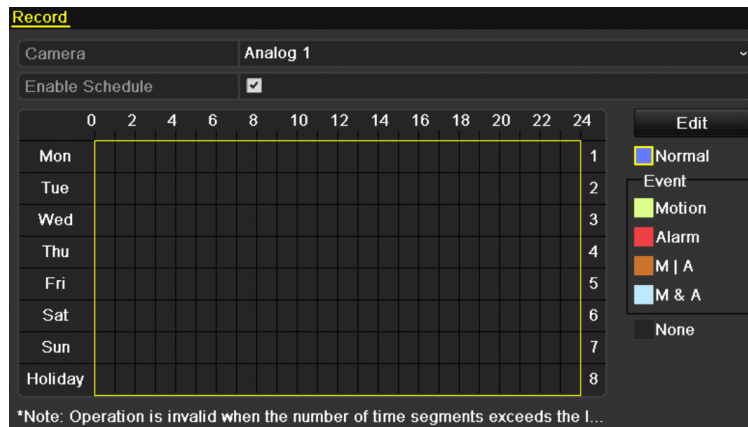 Record
Camera Analog 1
Enable Schedule
0 2 4 6 8 10 12 14 16 18 20 22 24 Edit
Mon 1 Normal
Event
Tue 2 Motion
Wed 3 Alarm
Thu 4 M | A
Fri 5 M & A
Sat 6 None
Sun 7
Holiday 8
*Note: Operation is invalid when the number of time segments exceeds the l...